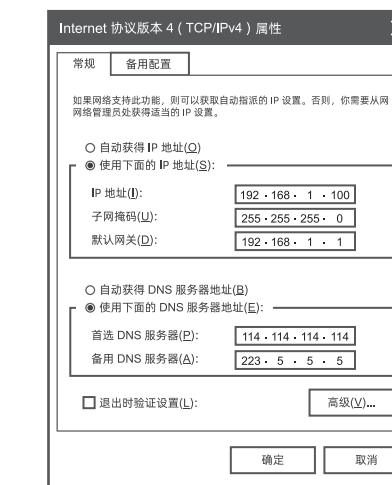 Internet 协议版本 4 ( TCP/IPv4 ) 属性
常规 备用配置
如果网络支持此功能，则可以获取自动指派的 IP 设置。否则，你需要从网
网络管理员处获得适当的 IP 设置。
自动获得 IP 地址(O)
使用下面的 IP 地址(S):
IP 地址(I): 192 . 168 . 1 . 100
子网掩码(U): 255 . 255 . 255 . 0
默认网关(D): 192 . 168 . 1 . 1
自动获得 DNS 服务器地址(B)
使用下面的 DNS 服务器地址(E):
首选 DNS 服务器(P): 114 . 114 . 114 . 114
备用 DNS 服务器(A): 223 . 5 . 5 . 5
退出时验证设置(L): 高级(V)...
确定 取消